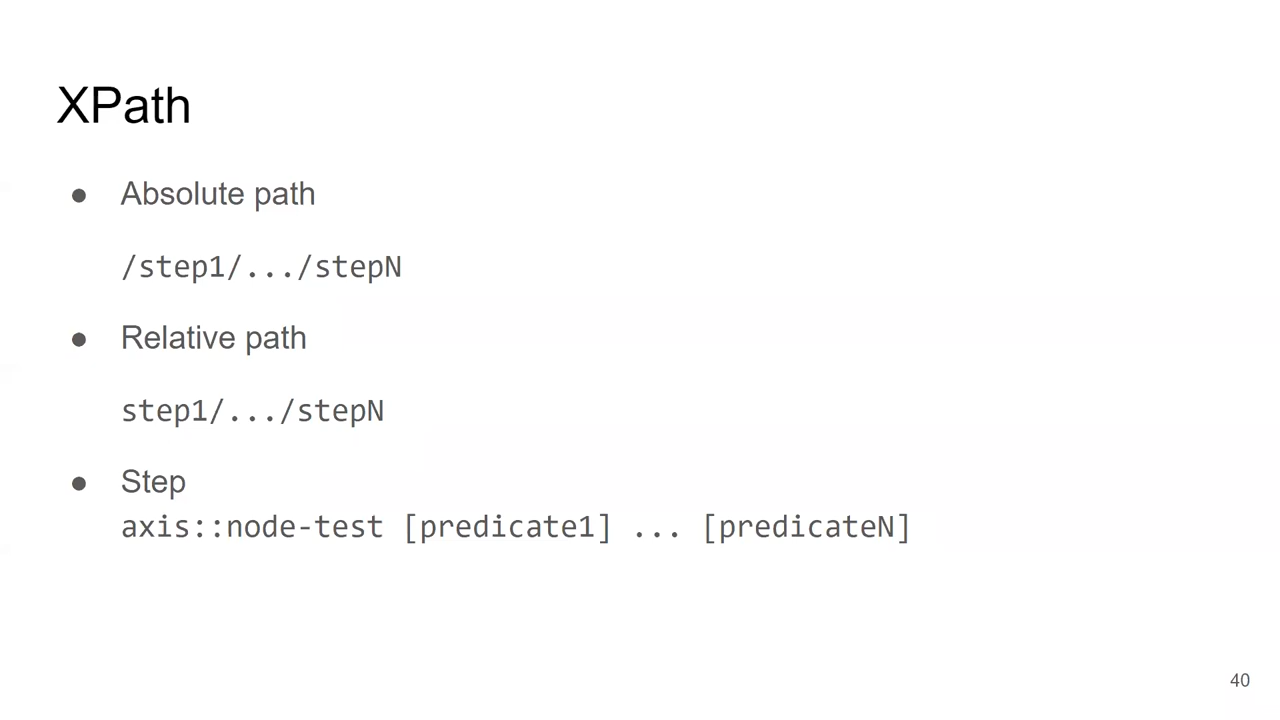 XPath
● Absolute path
/step1/.../stepN
● Relative path
step1/.../stepN
● Step
axis::node-test [predicate1] ... [predicateN]
40